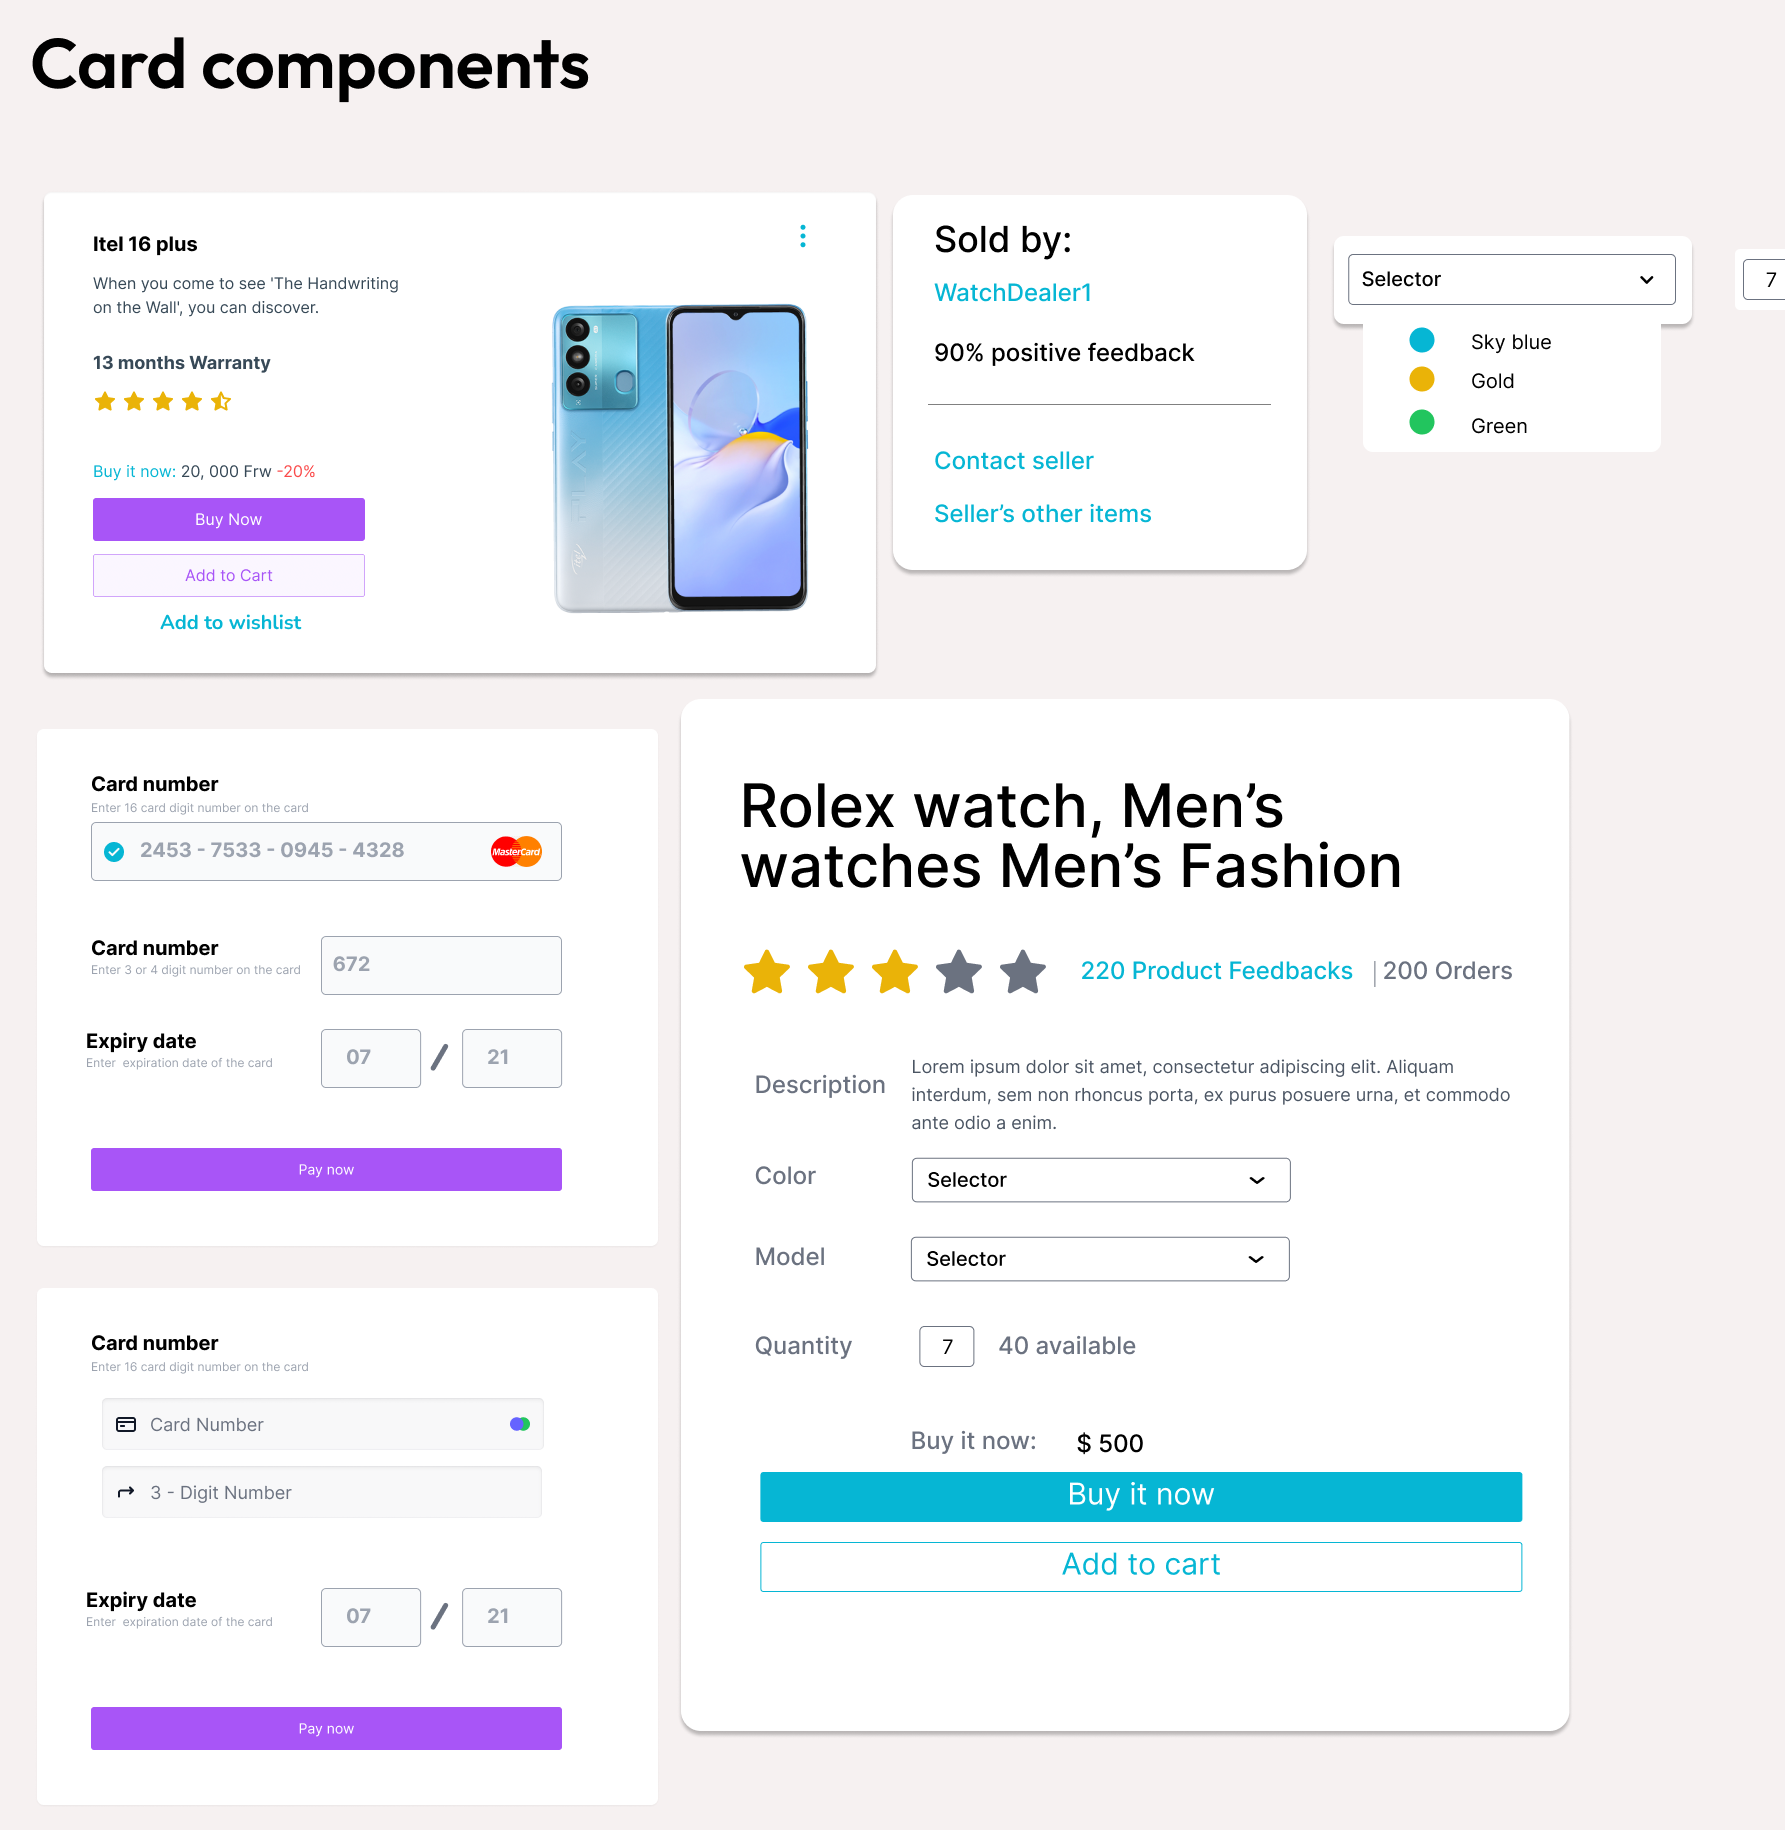 Card components
Itel 16 plus
When you come to see 'The Handwriting
on the Wall', you can discover.
13 months Warranty
Buy it now: 20, 000 Frw -20%
Buy Now
Add to Cart
Add to wishlist
itel
Sold by:
WatchDealer1
90% positive feedback
Contact seller
Seller’s other items
Selector
Sky blue
Gold
Green
7
Card number
Enter 16 card digit number on the card
2453 - 7533 - 0945 - 4328
MasterCard
Card number
Enter 3 or 4 digit number on the card
672
Expiry date
Enter  expiration date of the card
07 / 21
Pay now
Card number
Enter 16 card digit number on the card
Card Number
3 - Digit Number
Expiry date
Enter  expiration date of the card
07 / 21
Pay now
Rolex watch, Men’s
watches Men’s Fashion
220 Product Feedbacks | 200 Orders
Description
Lorem ipsum dolor sit amet, consectetur adipiscing elit. Aliquam
interdum, sem non rhoncus porta, ex purus posuere urna, et commodo
ante odio a enim.
Color
Selector
Model
Selector
Quantity
7
40 available
Buy it now: $ 500
Buy it now
Add to cart